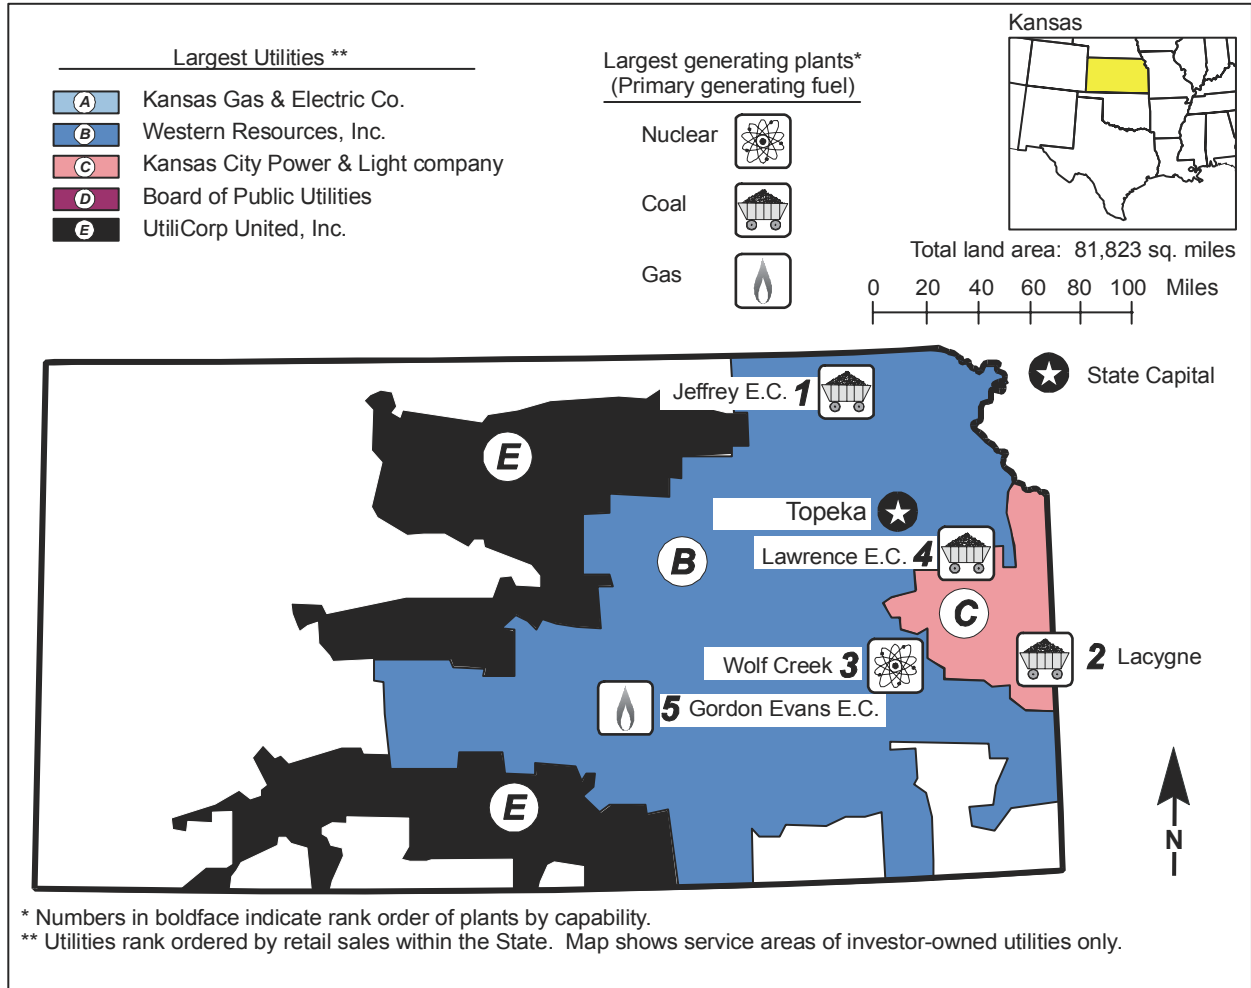 Kansas
Largest Utilities **
A Kansas Gas & Electric Co.
B Western Resources, Inc.
C Kansas City Power & Light company
D Board of Public Utilities
E UtiliCorp United, Inc.
Largest generating plants*
(Primary generating fuel)
Nuclear
Coal
Gas
Total land area: 81,823 sq. miles
0 20 40 60 80 100 Miles
State Capital
Jeffrey E.C. 1
E
Topeka
Lawrence E.C. 4
B
C
Wolf Creek 3
2 Lacygne
5 Gordon Evans E.C.
E
N
* Numbers in boldface indicate rank order of plants by capability.
** Utilities rank ordered by retail sales within the State. Map shows service areas of investor-owned utilities only.